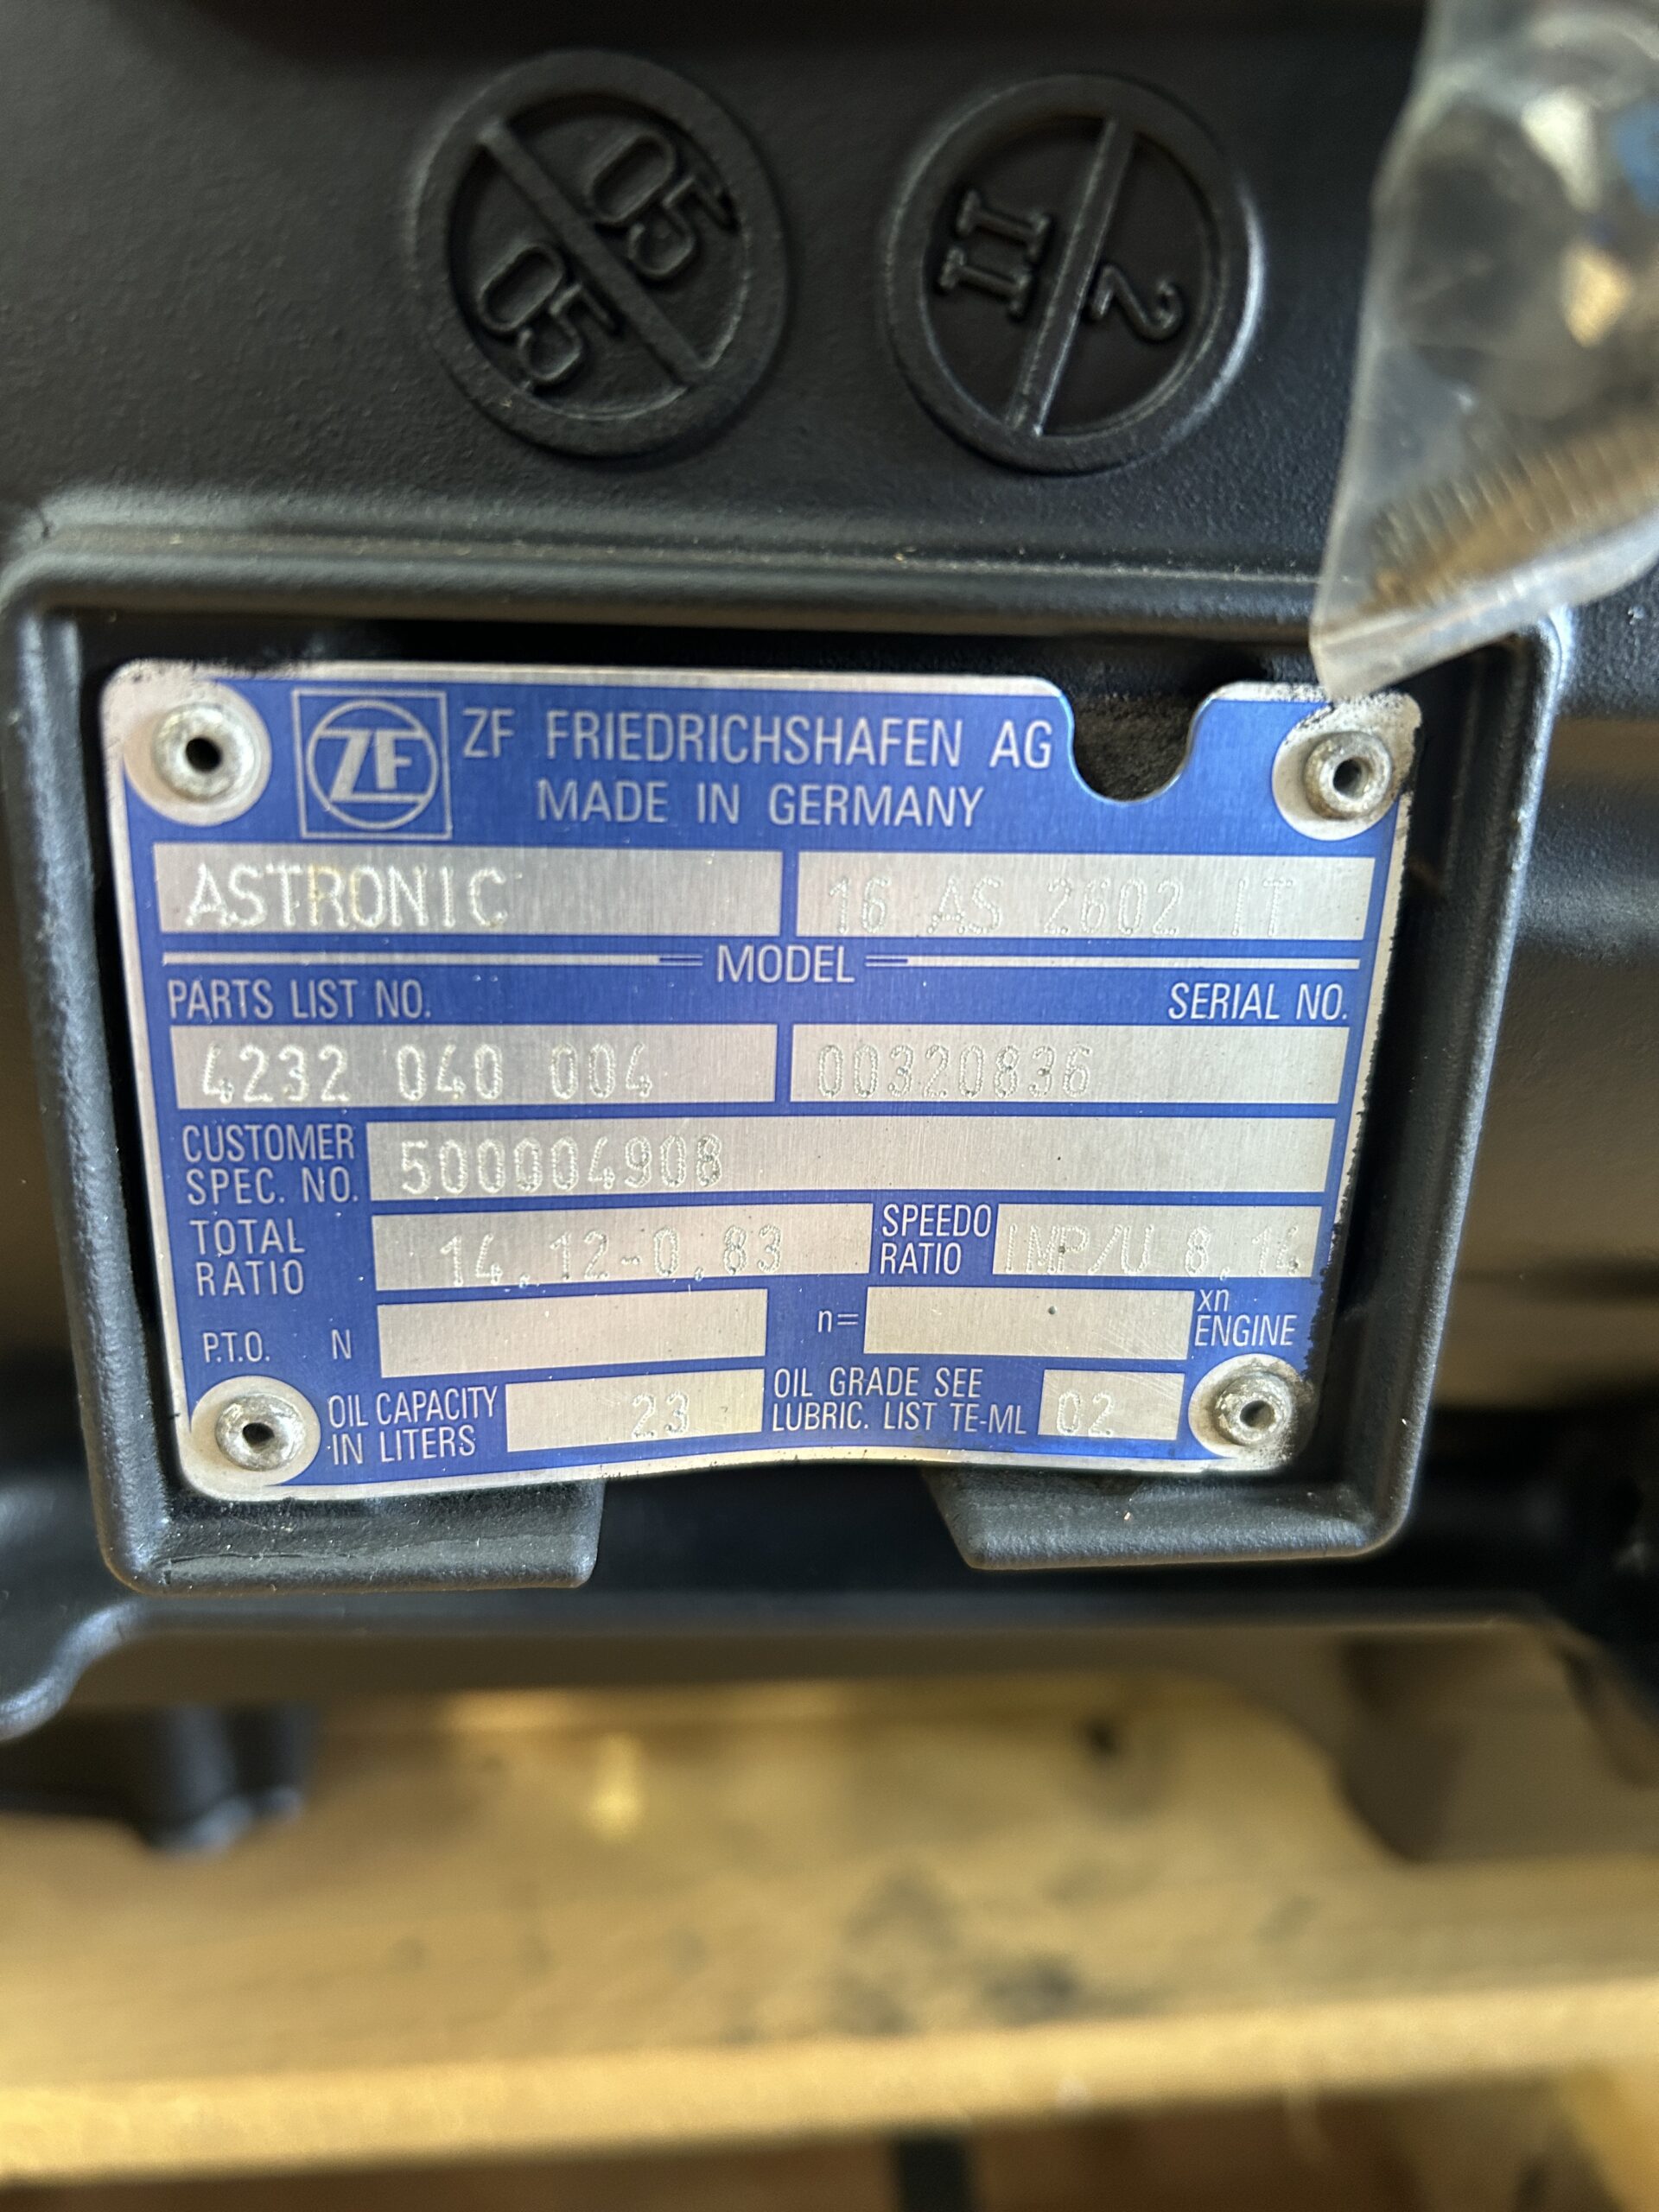 05
05
II
2
ZF
ZF FRIEDRICHSHAFEN AG
MADE IN GERMANY
ASTRONIC 16 AS 2602 IT
MODEL
PARTS LIST NO. SERIAL NO.
4232 040 004 00320836
CUSTOMER
SPEC. NO. 500004908
TOTAL
RATIO 14,12-0,83
SPEEDO
RATIO IMP/U 8,14
P.T.O. N n= xn
ENGINE
OIL CAPACITY
IN LITERS 23
OIL GRADE SEE
LUBRIC. LIST TE-ML 02